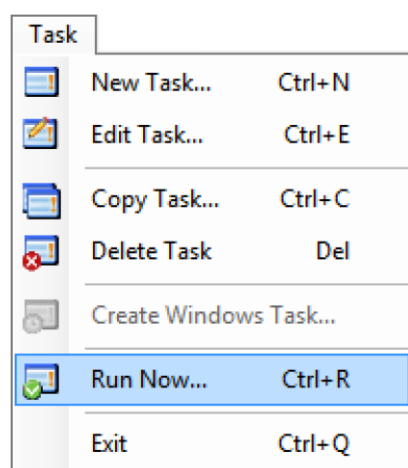 Task
New Task... Ctrl+N
Edit Task... Ctrl+E
Copy Task... Ctrl+C
Delete Task Del
Create Windows Task...
Run Now... Ctrl+R
Exit Ctrl+Q